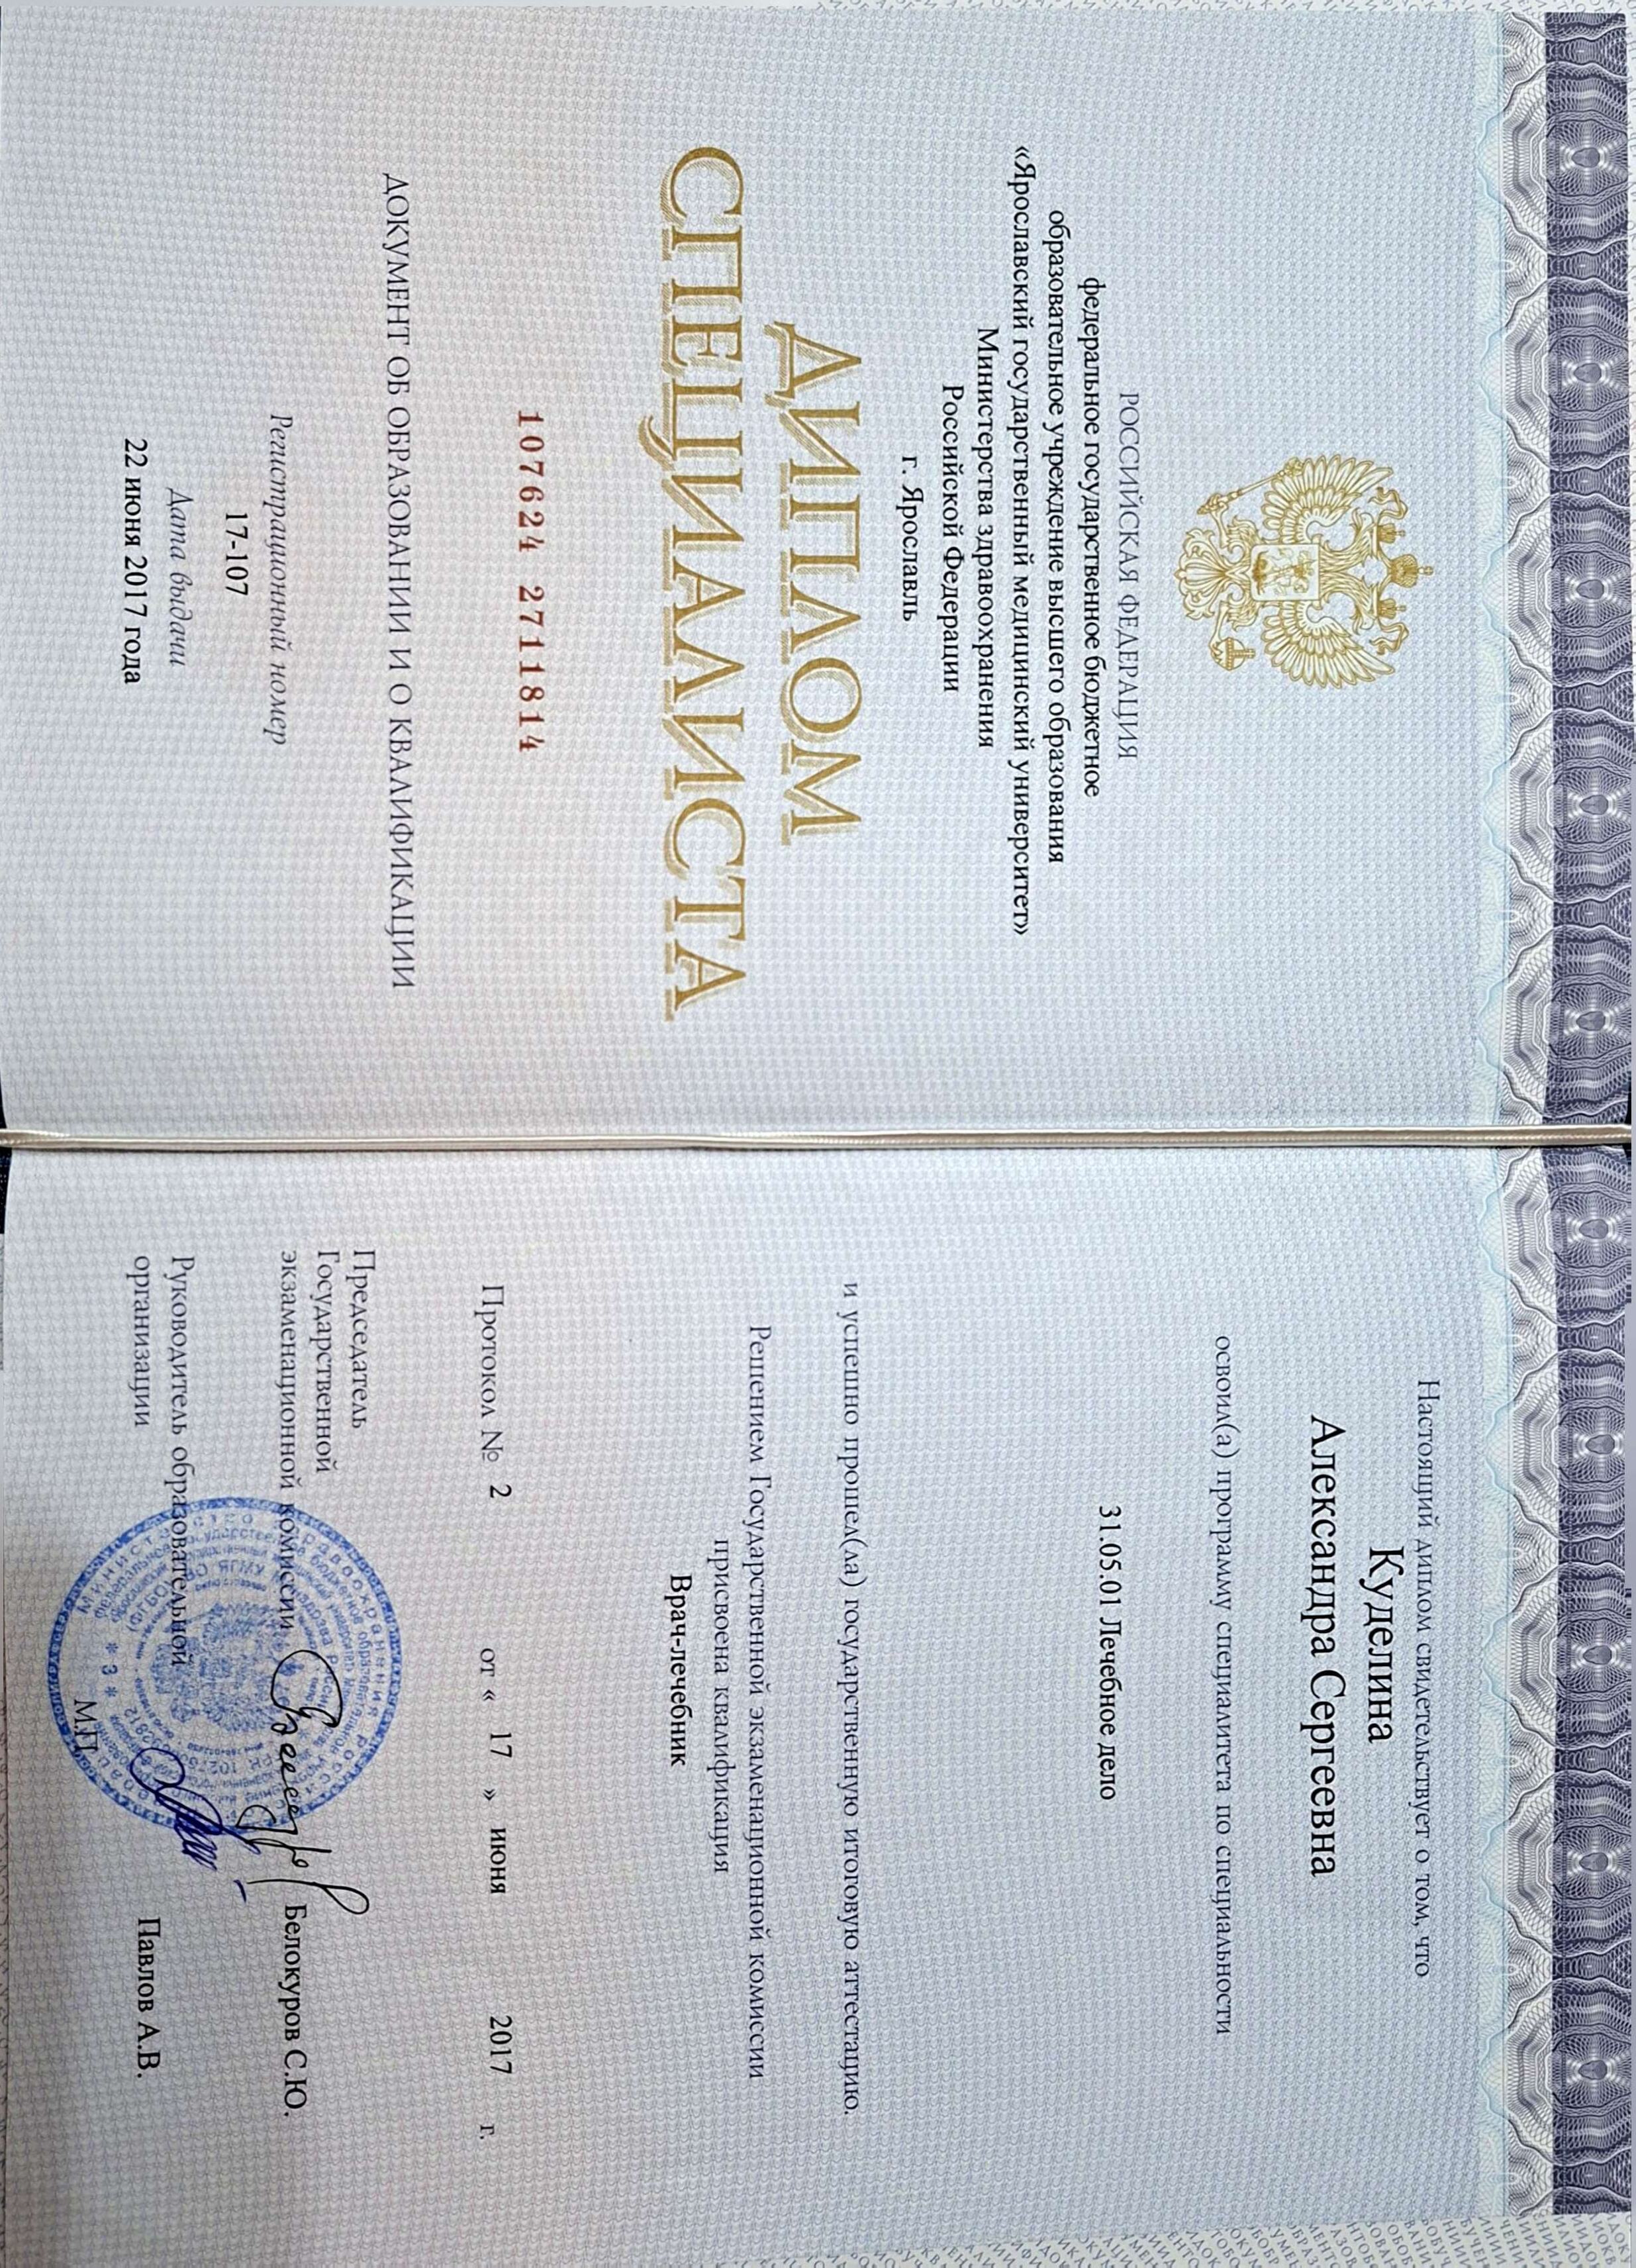 РОССИЙСКАЯ ФЕДЕРАЦИЯ
федеральное государственное бюджетное
образовательное учреждение высшего образования
«Ярославский государственный медицинский университет»
Министерства здравоохранения
Российской Федерации
г. Ярославль
ДИПЛОМ
СПЕЦИАЛИСТА
107624 2711814
ДОКУМЕНТ ОБ ОБРАЗОВАНИИ И О КВАЛИФИКАЦИИ
Регистрационный номер
17-107
Дата выдачи
22 июня 2017 года
Настоящий диплом свидетельствует о том, что
Куделина
Александра Сергеевна
освоил(а) программу специалитета по специальности
31.05.01 Лечебное дело
и успешно прошел(ла) государственную итоговую аттестацию.
Решением Государственной экзаменационной комиссии
присвоена квалификация
Врач-лечебник
Протокол № 2 от « 17 » июня 2017 г.
Председатель
Государственной
экзаменационной комиссии Белокуров С.Ю.
Руководитель образовательной
организации Павлов А.В.
М.П.